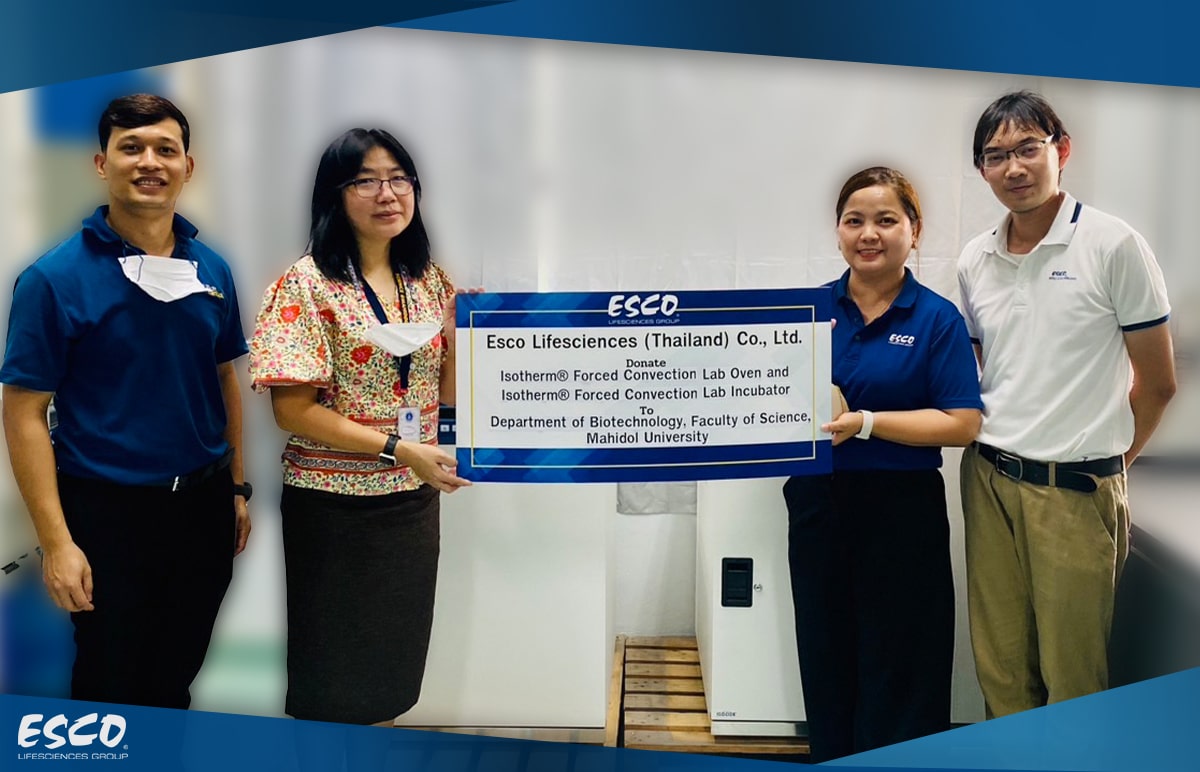 ESCO
LIFESCIENCES GROUP
Esco Lifesciences (Thailand) Co., Ltd.
Donate
Isotherm® Forced Convection Lab Oven and
Isotherm® Forced Convection Lab Incubator
To
Department of Biotechnology, Faculty of Science,
Mahidol University
ESCO
ESCO
ESCO®
LIFESCIENCES GROUP